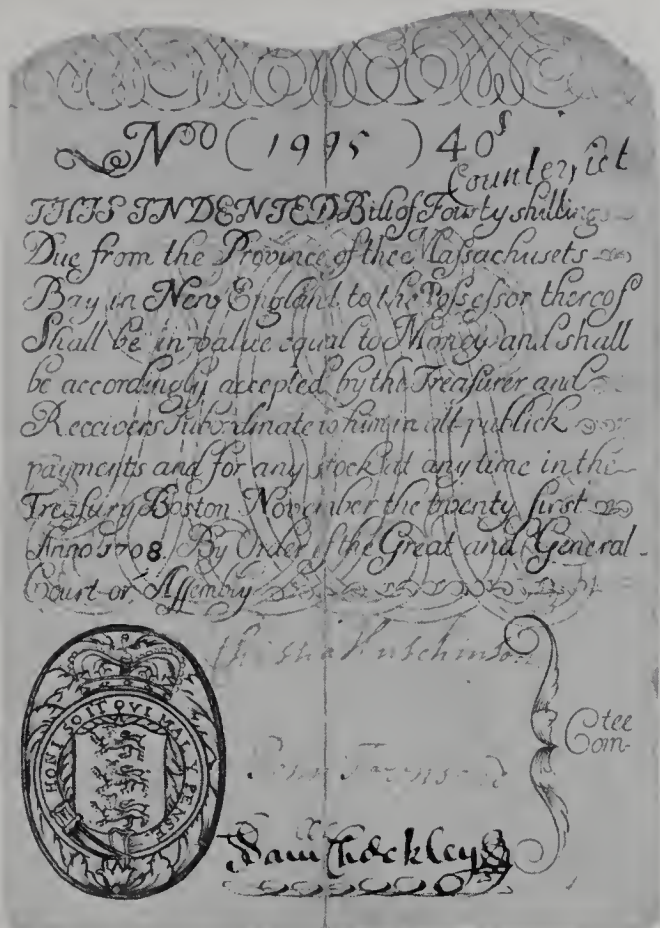 Nº ( 1995 ) 40ˢ
Counterfict
THIS INDENTED Bill of Fourty shillings
Due from the Province of the Massachusets
Bay in New England to the Possessor thereof
Shall be in value equal to Money and shall
be accordingly accepted by the Treasurer and
Receivers Subordinate to him in all publick
payments and for any stock at any time in the
Treasury Boston November the twenty first
Anno 1708 By Order of the Great and General
Court or Assembly
Hutchinson
Com-tee
Townsend
Sam Checkley
HONI SOIT QVI MAL Y PENSE